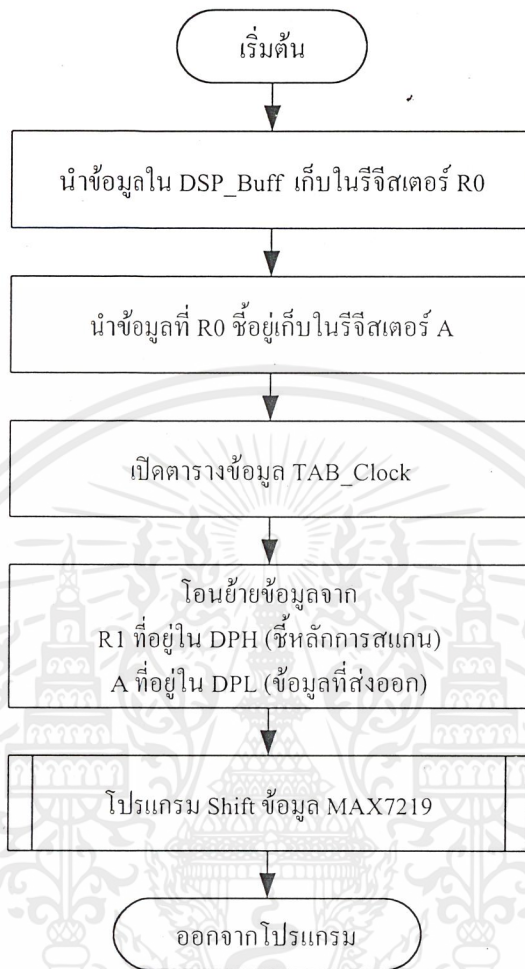 เริ่มต้น
นำข้อมูลใน DSP_Buff เก็บในรีจีสเตอร์ R0
นำข้อมูลที่ R0 ชี้อยู่เก็บในรีจีสเตอร์ A
เปิดตารางข้อมูล TAB_Clock
โอนย้ายข้อมูลจาก
R1 ที่อยู่ใน DPH (ชี้หลักการสแกน)
A ที่อยู่ใน DPL (ข้อมูลที่ส่งออก)
โปรแกรม Shift ข้อมูล MAX7219
ออกจากโปรแกรม